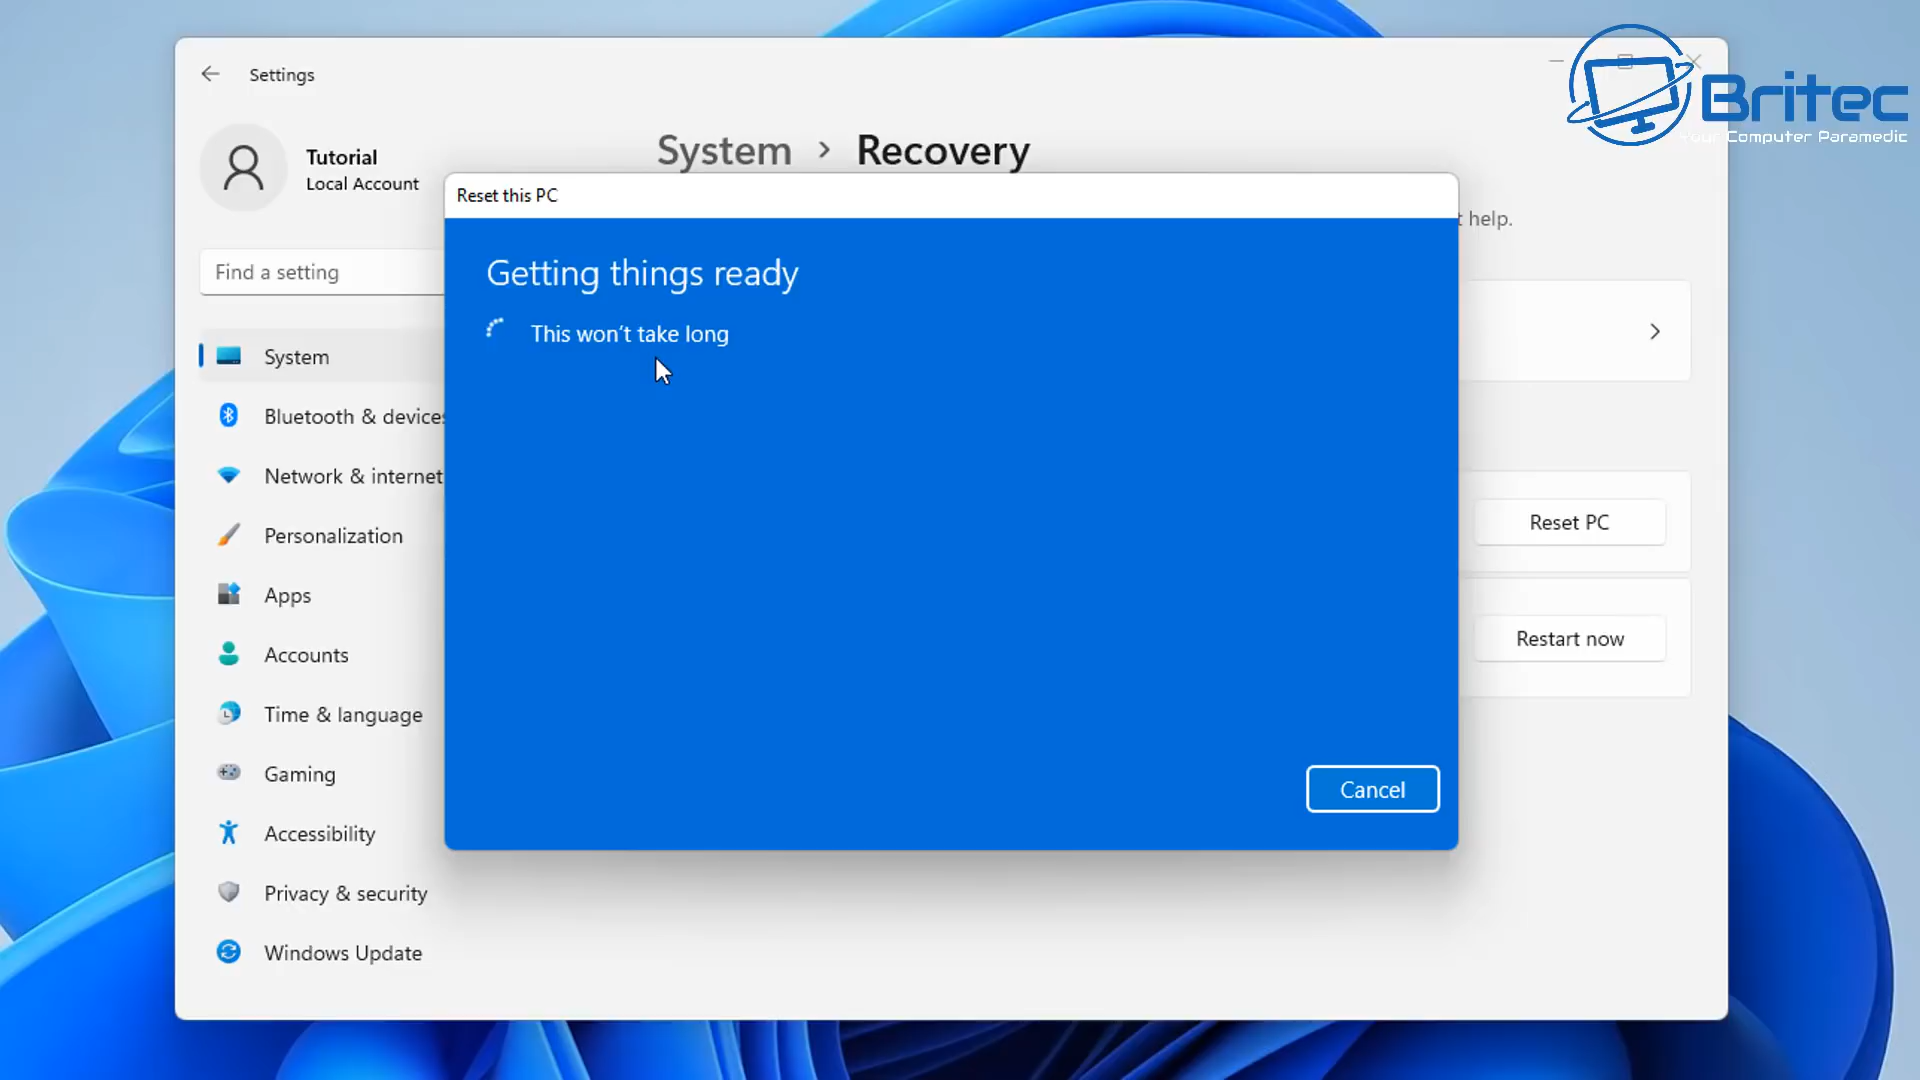 Settings
Britec
Your Computer Paramedic
Tutorial
Local Account
System > Recovery
Reset this PC
t help.
Find a setting
Getting things ready
This won't take long
System
Bluetooth & devices
Network & internet
Personalization
Apps
Accounts
Time & language
Gaming
Accessibility
Privacy & security
Windows Update
Reset PC
Restart now
Cancel